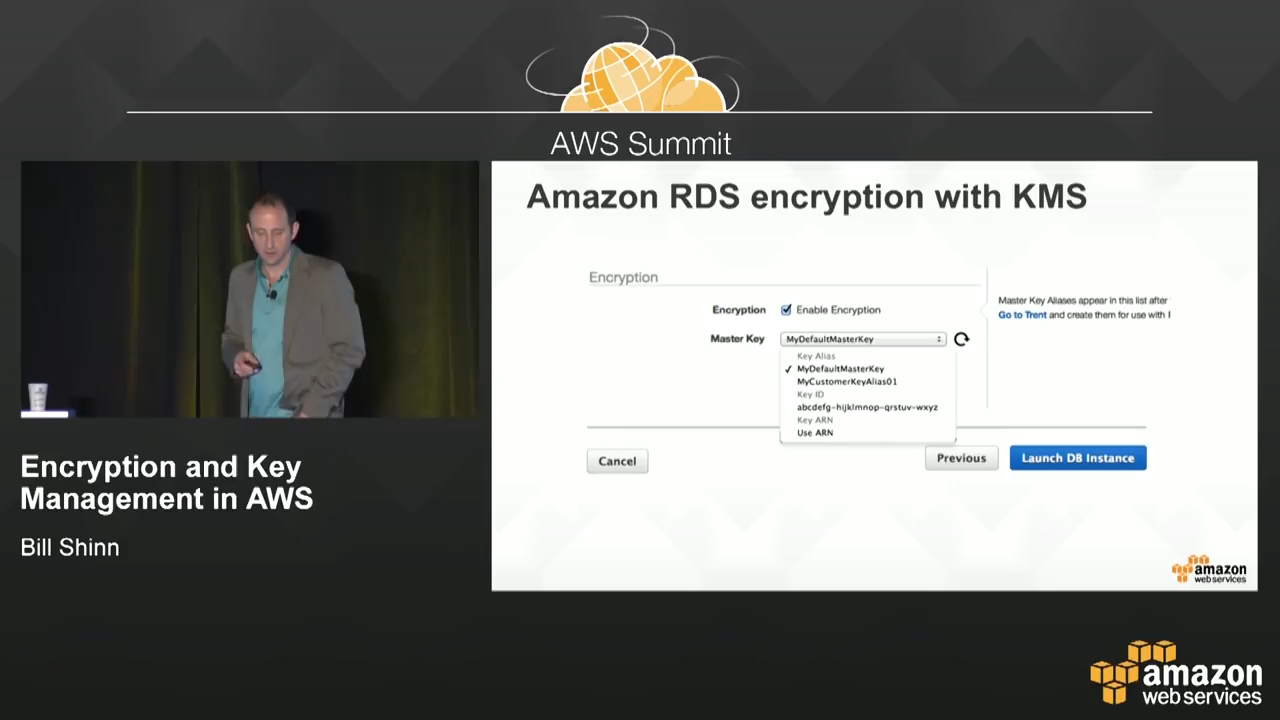 AWS Summit
Amazon RDS encryption with KMS
Encryption
Encryption Enable Encryption
Master Key MyDefaultMasterKey
Key Alias
MyDefaultMasterKey
MyCustomerKeyAlias01
Key ID
abcdefg-hijklmnop-qrstuv-wxyz
Key ARN
Use ARN
Master Key Aliases appear in this list after
Go to Trent and create them for use with
Cancel
Previous
Launch DB Instance
amazon
web services
Encryption and Key
Management in AWS
Bill Shinn
amazon
web services